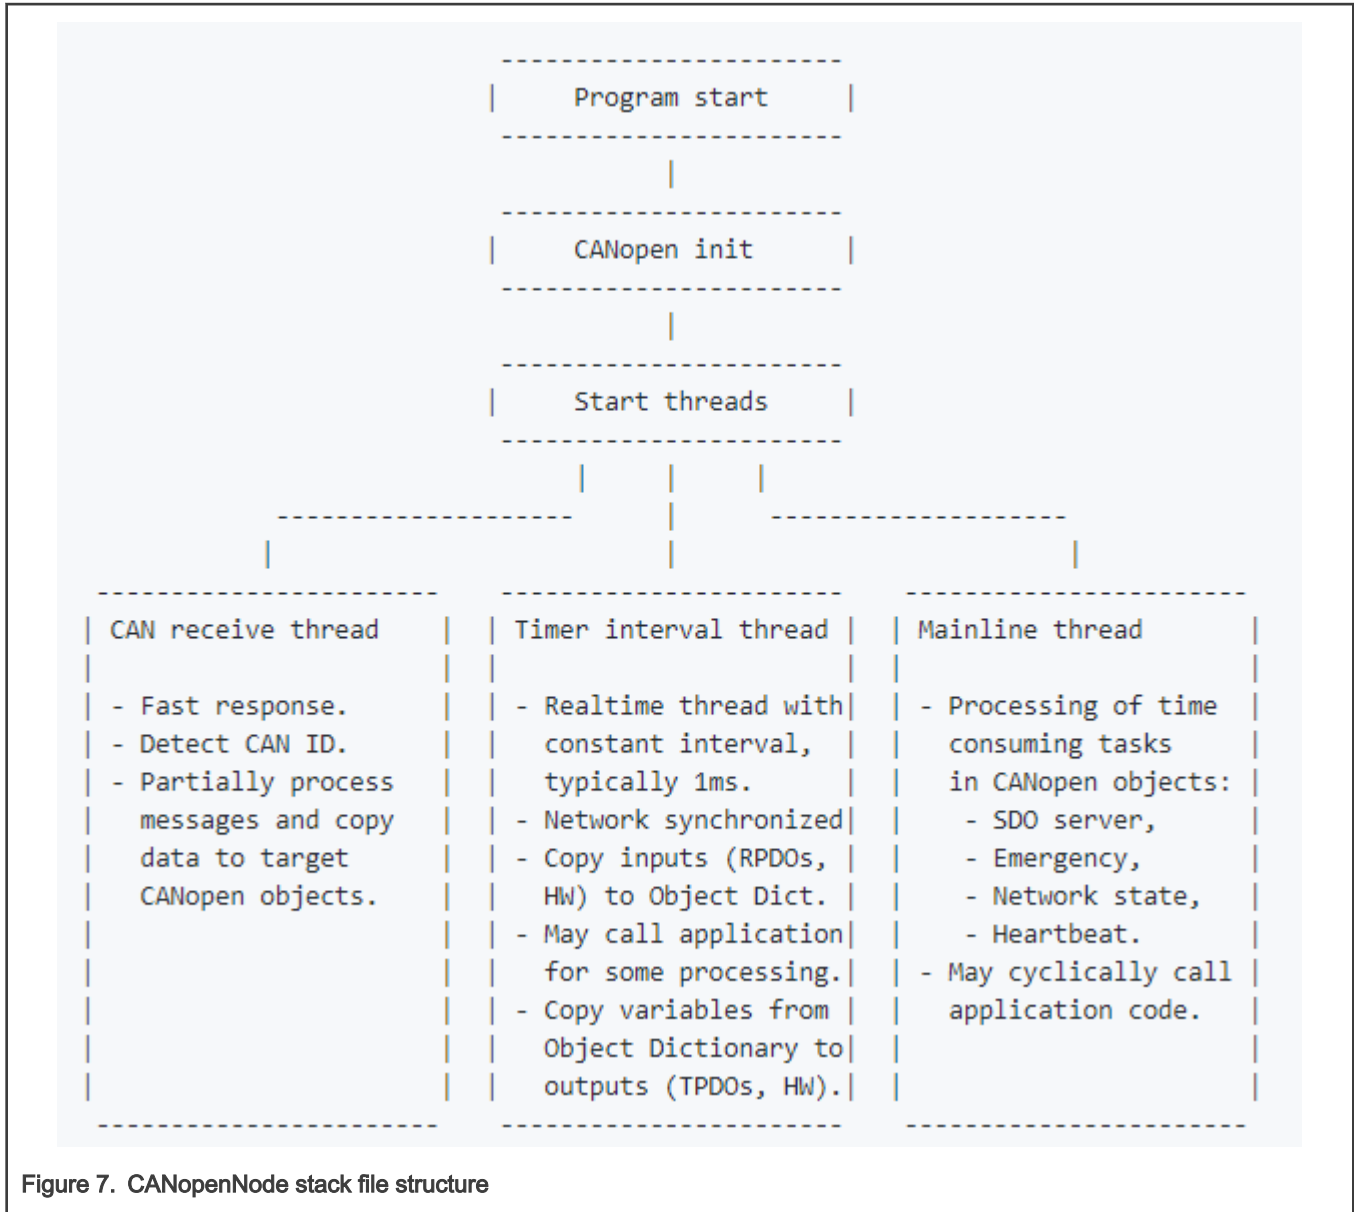 Program start
CANopen init
Start threads
CAN receive thread
- Fast response.
- Detect CAN ID.
- Partially process
messages and copy
data to target
CANopen objects.
Timer interval thread
- Realtime thread with
constant interval,
typically 1ms.
- Network synchronized
- Copy inputs (RPDOs,
HW) to Object Dict.
- May call application
for some processing.
- Copy variables from
Object Dictionary to
outputs (TPDOs, HW).
Mainline thread
- Processing of time
consuming tasks
in CANopen objects:
- SDO server,
- Emergency,
- Network state,
- Heartbeat.
- May cyclically call
application code.
Figure 7. CANopenNode stack file structure